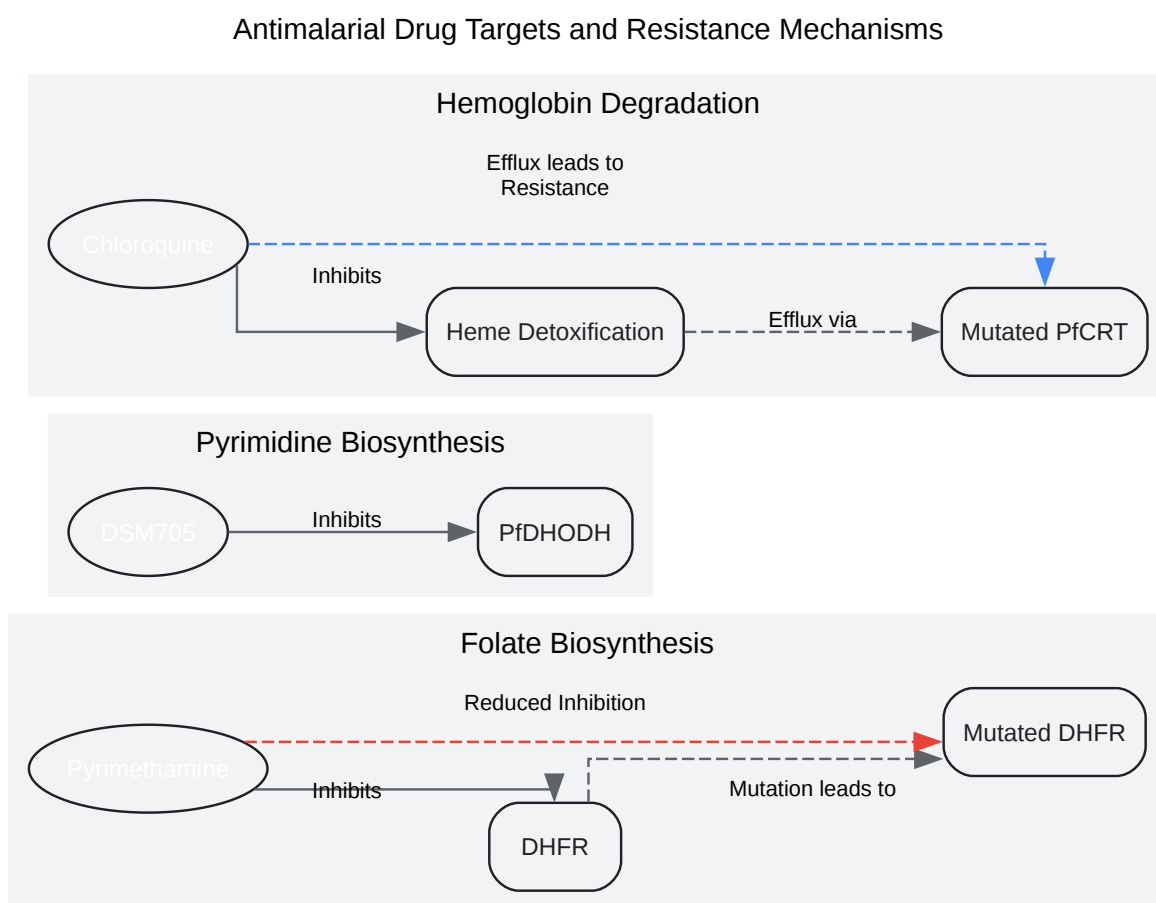 Antimalarial Drug Targets and Resistance Mechanisms
Hemoglobin Degradation
Efflux leads to
Resistance
Chloroquine
Inhibits
Heme Detoxification
Efflux via
Mutated PfCRT
Pyrimidine Biosynthesis
DSM705
Inhibits
PfDHODH
Folate Biosynthesis
Reduced Inhibition
Mutated DHFR
Pyrimethamine
Inhibits
Mutation leads to
DHFR